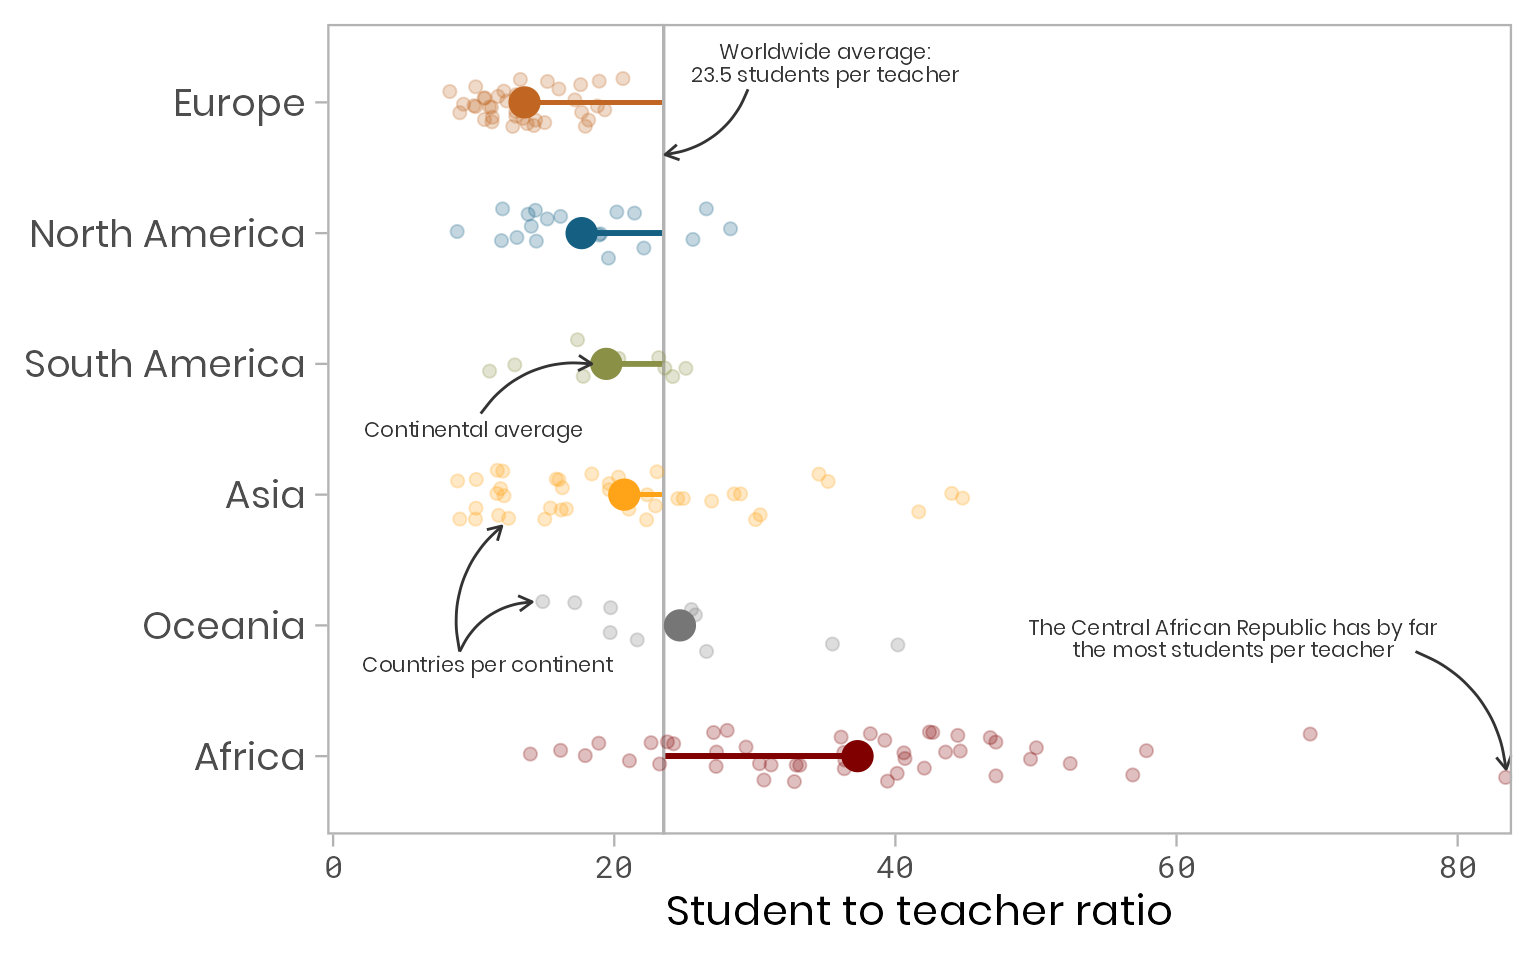 Worldwide average:
23.5 students per teacher
Europe
North America
South America
Continental average
Asia
Oceania
Countries per continent
The Central African Republic has by far
the most students per teacher
Africa
0 20 40 60 80
Student to teacher ratio